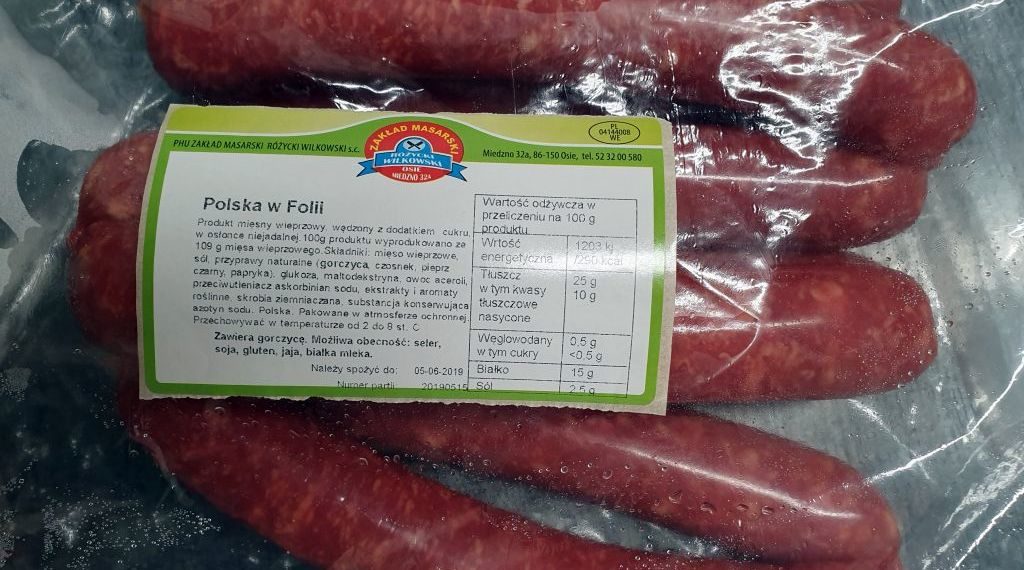 PHU ZAKŁAD MASARSKI RÓŻYCKI WILKOWSKI s.c.
ZAKŁAD MASARSKI
RÓŻYCKI
WILKOWSKI
OSIE
MIEDZNO 32A
PL
04144008
WE
Miedzno 32a, 86-150 Osie, tel. 52 32 00 580
Polska w Folii
Produkt mięsny wieprzowy, wędzony z dodatkiem cukru,
w osłonce niejadalnej. 100g produktu wyprodukowano ze
109 g mięsa wieprzowego. Składniki: mięso wieprzowe,
sól, przyprawy naturalne (gorczyca, czosnek, pieprz
czarny, papryka), glukoza, maltodekstryna, owoc aceroli,
przeciwutleniacz askorbinian sodu, ekstrakty i aromaty
roślinne, skrobia ziemniaczana, substancja konserwująca
azotyn sodu. Polska. Pakowane w atmosferze ochronnej.
Przechowywać w temperaturze od 2 do 8 st. C
Zawiera gorczycę. Możliwa obecność: seler,
soja, gluten, jaja, białka mleka.
Należy spożyć do: 05-06-2019
Numer partii 20190515
Wartość odżywcza w
przeliczeniu na 100 g
produktu
Wrtość 1203 kj
energetyczna /290 kcal
Tłuszcz 25 g
w tym kwasy 10 g
tłuszczowe
nasycone
Węglowodany 0,5 g
w tym cukry <0,5 g
Białko 15 g
Sól 2,5 g